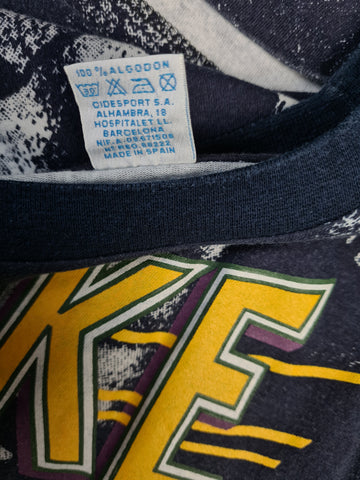 100 % ALGODON
CIDESPORT S.A.
ALHAMBRA, 18
HOSPITALET LL.
BARCELONA
MADE IN SPAIN
KE